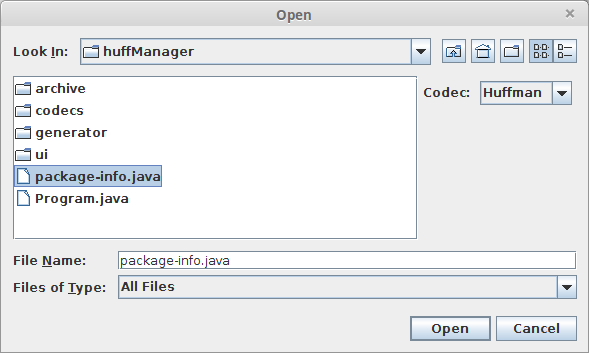 Open
Look In: huffManager
archive
Codec: Huffman
codecs
generator
ui
package-info.java
Program.java
File Name: package-info.java
Files of Type: All Files
Open Cancel